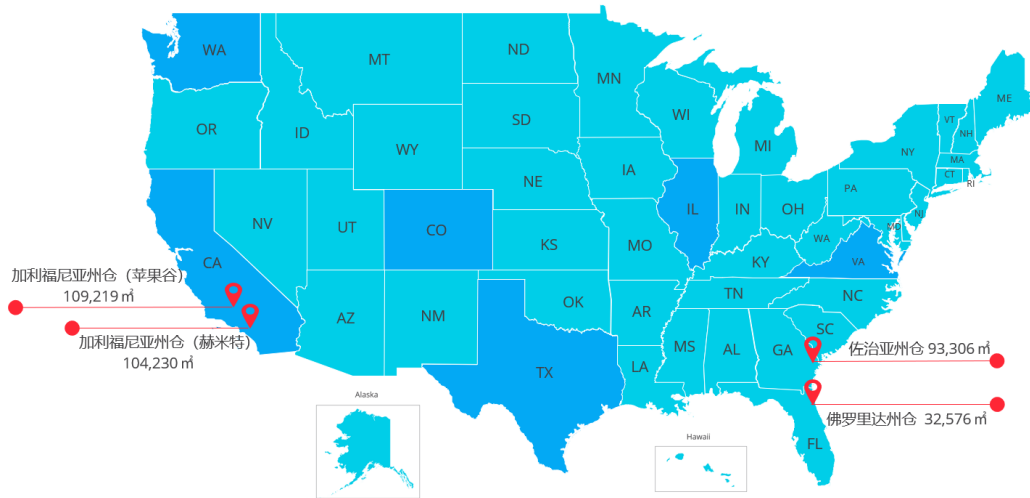 WA
MT
ND
MN
ME
OR
ID
SD
WI
MI
VT
NH
NY
MA
CT
RI
WY
IA
NE
PA
NJ
NV
UT
CO
KS
MO
IL
IN
OH
MD
WA
VA
KY
CA
加利福尼亚州仓（苹果谷）
109,219㎡
加利福尼亚州仓（赫米特）
104,230㎡
AZ
NM
OK
AR
TN
NC
SC
MS
AL
GA
LA
TX
佐治亚州仓 93,306㎡
佛罗里达州仓 32,576㎡
FL
Alaska
Hawaii